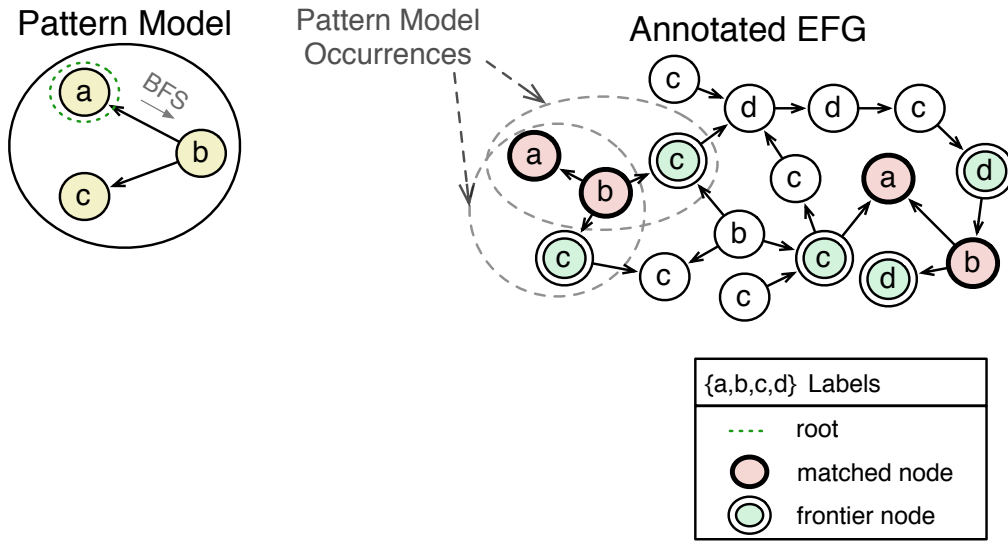 Pattern Model
a
BFS
b
c
Pattern Model
Occurrences
Annotated EFG
c
d
d
c
a
c
d
b
c
a
c
b
c
b
c
d
c
c
{a,b,c,d} Labels
root
matched node
frontier node